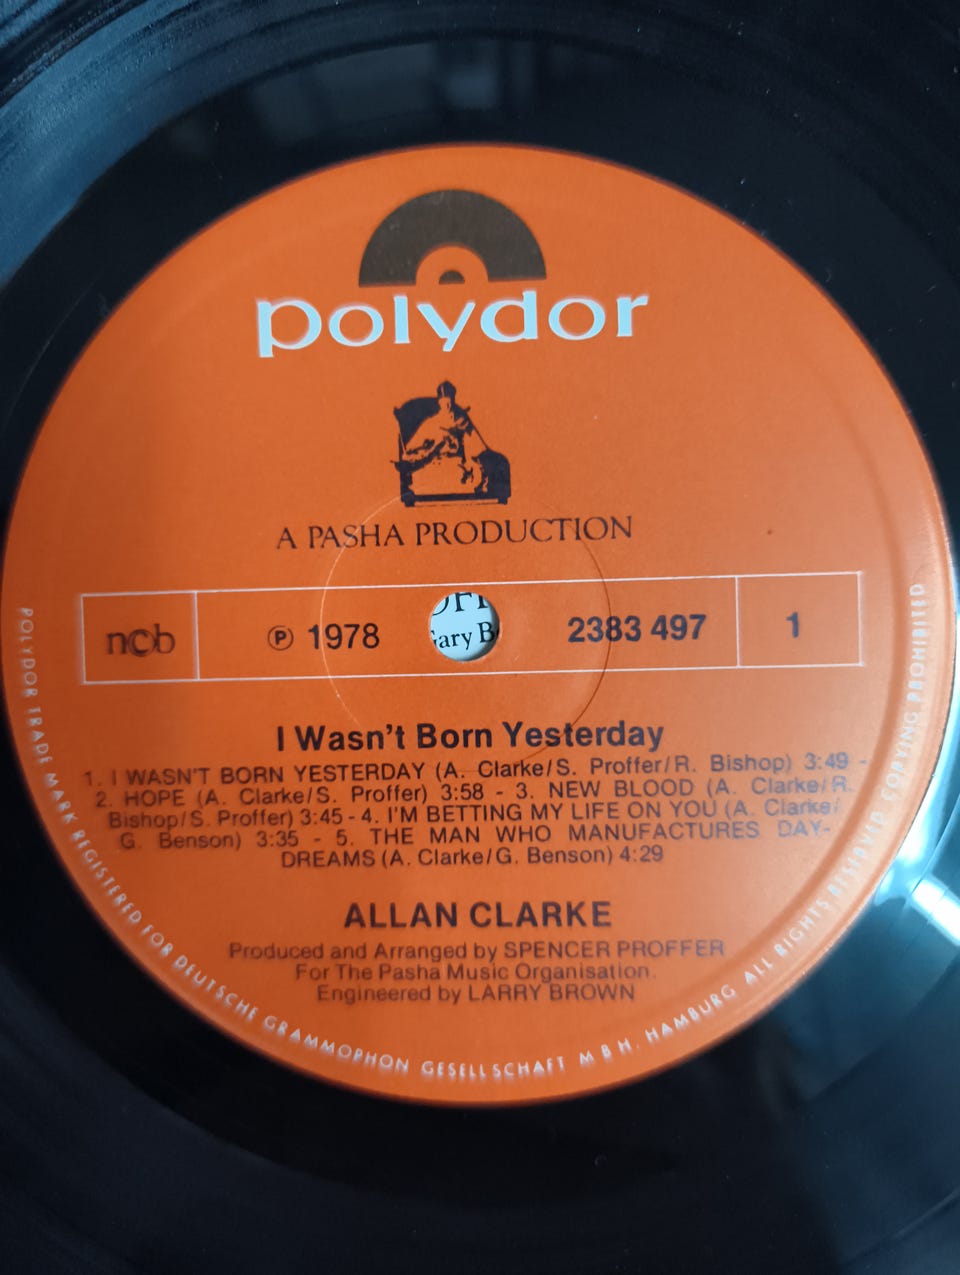 polydor
A PASHA PRODUCTION
ncb
℗ 1978
2383 497
1
I Wasn't Born Yesterday
1. I WASN'T BORN YESTERDAY (A. Clarke/S. Proffer/R. Bishop) 3:49 -
2. HOPE (A. Clarke/S. Proffer) 3:58 - 3. NEW BLOOD (A. Clarke/R.
Bishop/S. Proffer) 3:45 - 4. I'M BETTING MY LIFE ON YOU (A. Clarke/
G. Benson) 3:35 - 5. THE MAN WHO MANUFACTURES DAY-
DREAMS (A. Clarke/G. Benson) 4:29
ALLAN CLARKE
Produced and Arranged by SPENCER PROFFER
For The Pasha Music Organisation.
Engineered by LARRY BROWN
POLYDOR TRADE MARK REGISTERED FOR DEUTSCHE GRAMMOPHON GESELLSCHAFT M B H. HAMBURG ALL RIGHTS RESERVED COPYING PROHIBITED